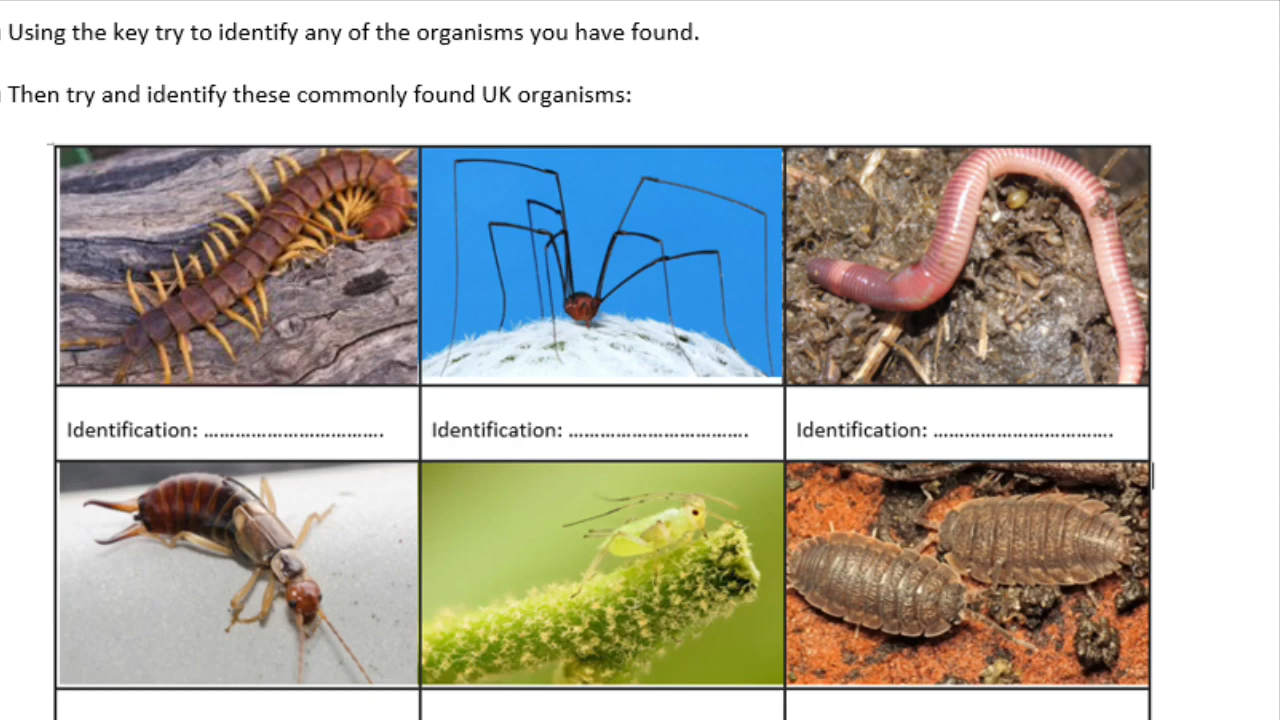 Using the key try to identify any of the organisms you have found.
Then try and identify these commonly found UK organisms:
Identification: ....................................
Identification: ....................................
Identification: ....................................